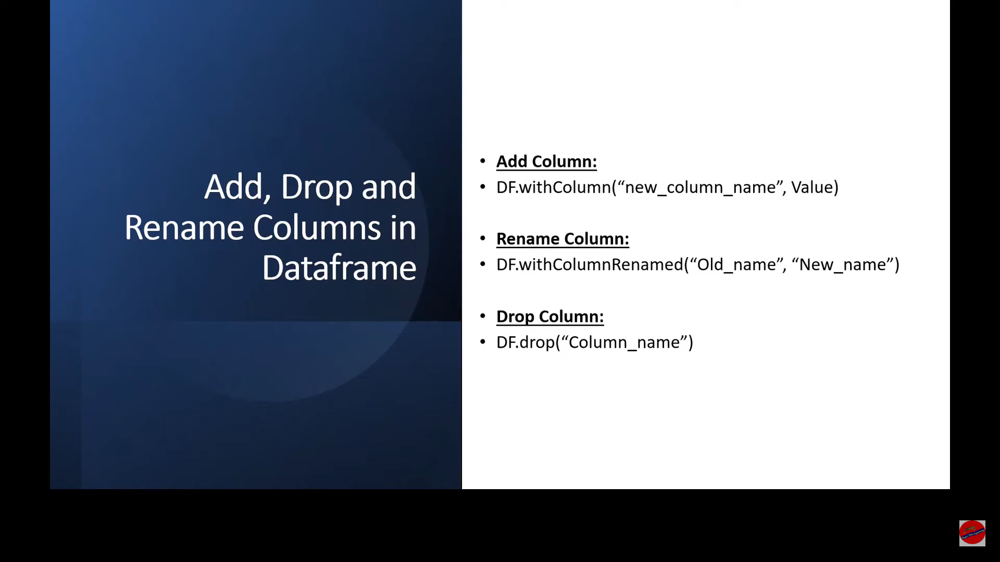 Add, Drop and
Rename Columns in
Dataframe
• Add Column:
• DF.withColumn(“new_column_name”, Value)
• Rename Column:
• DF.withColumnRenamed(“Old_name”, “New_name”)
• Drop Column:
• DF.drop(“Column_name”)